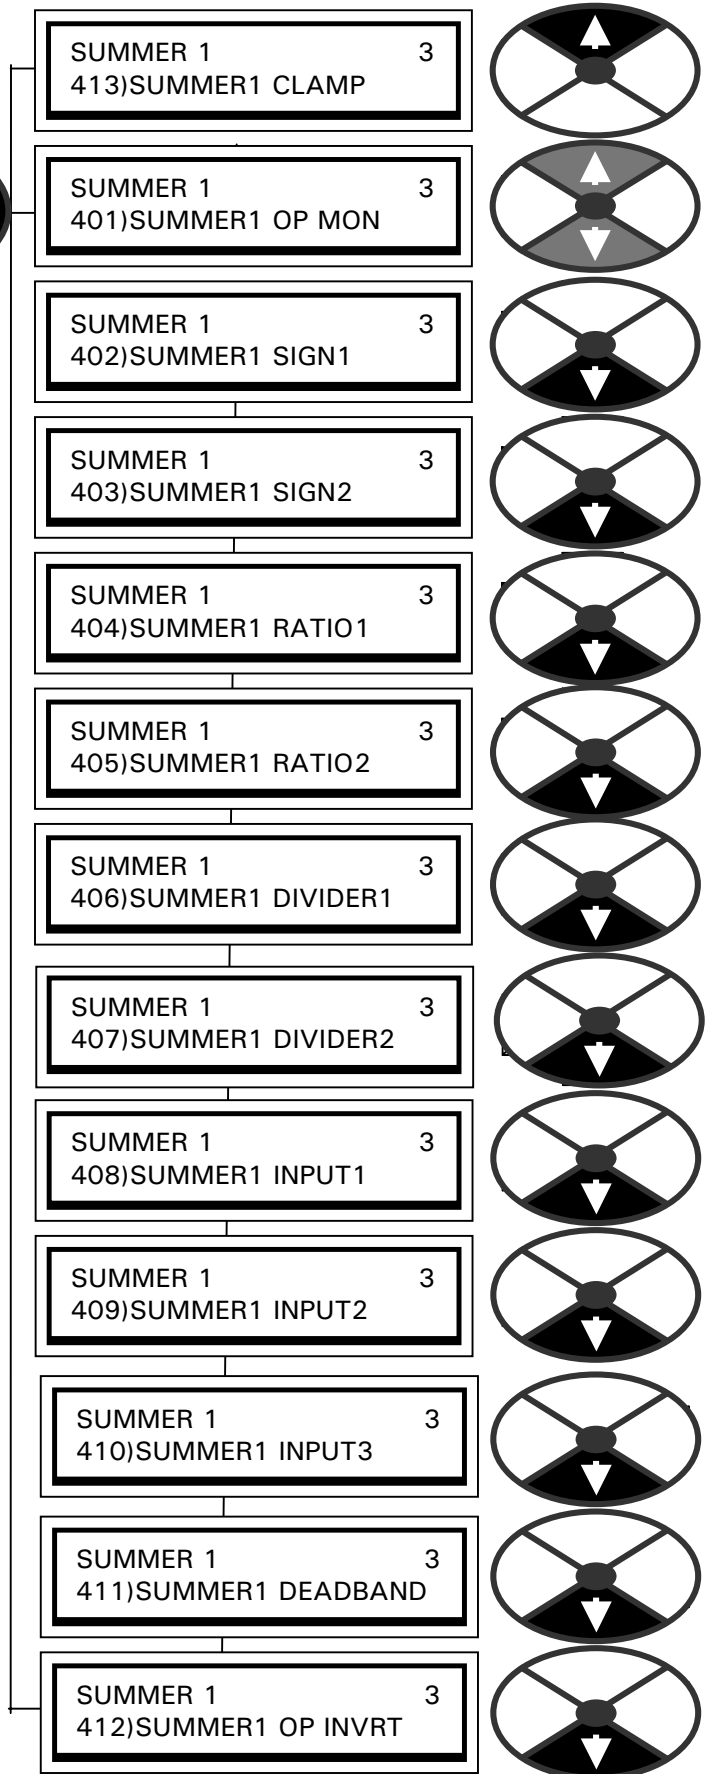 SUMMER 1 3
413)SUMMER1 CLAMP
SUMMER 1 3
401)SUMMER1 OP MON
SUMMER 1 3
402)SUMMER1 SIGN1
SUMMER 1 3
403)SUMMER1 SIGN2
SUMMER 1 3
404)SUMMER1 RATIO1
SUMMER 1 3
405)SUMMER1 RATIO2
SUMMER 1 3
406)SUMMER1 DIVIDER1
SUMMER 1 3
407)SUMMER1 DIVIDER2
SUMMER 1 3
408)SUMMER1 INPUT1
SUMMER 1 3
409)SUMMER1 INPUT2
SUMMER 1 3
410)SUMMER1 INPUT3
SUMMER 1 3
411)SUMMER1 DEADBAND
SUMMER 1 3
412)SUMMER1 OP INVRT